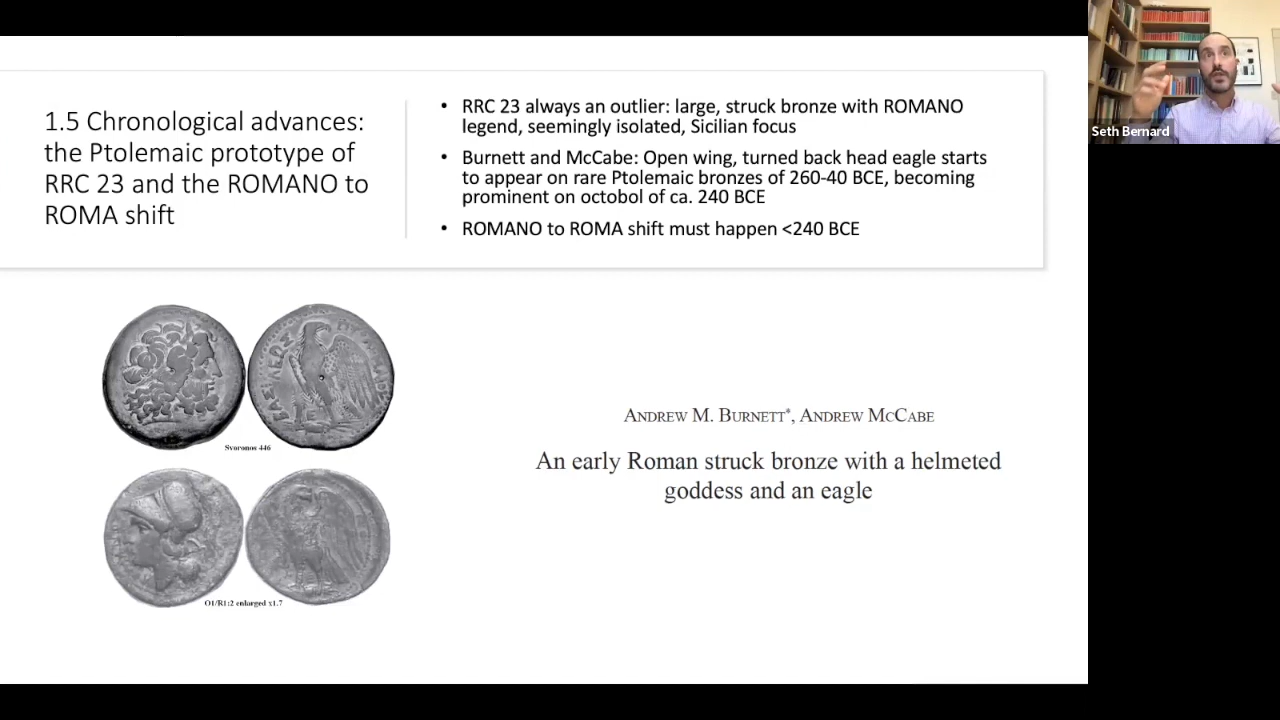 1.5 Chronological advances:
the Ptolemaic prototype of
RRC 23 and the ROMANO to
ROMA shift
• RRC 23 always an outlier: large, struck bronze with ROMANO
legend, seemingly isolated, Sicilian focus
• Burnett and McCabe: Open wing, turned back head eagle starts
to appear on rare Ptolemaic bronzes of 260-40 BCE, becoming
prominent on octobol of ca. 240 BCE
• ROMANO to ROMA shift must happen <240 BCE
Seth Bernard
Svoronos 446
O1/R1:2 enlarged x1.7
Andrew M. Burnett*, Andrew McCabe
An early Roman struck bronze with a helmeted
goddess and an eagle